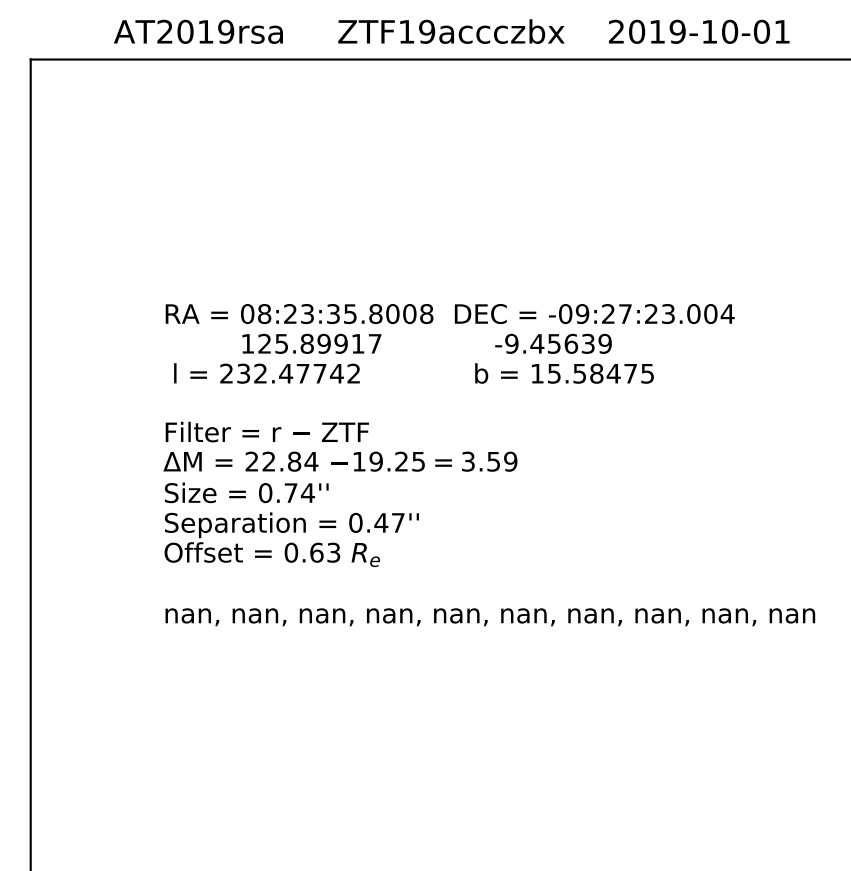 AT2019rsa ZTF19accczbx 2019-10-01
RA = 08:23:35.8008 DEC = -09:27:23.004
125.89917 -9.45639
l = 232.47742 b = 15.58475
Filter = r − ZTF
ΔM = 22.84 −19.25 = 3.59
Size = 0.74''
Separation = 0.47''
Offset = 0.63 Rₑ
nan, nan, nan, nan, nan, nan, nan, nan, nan, nan